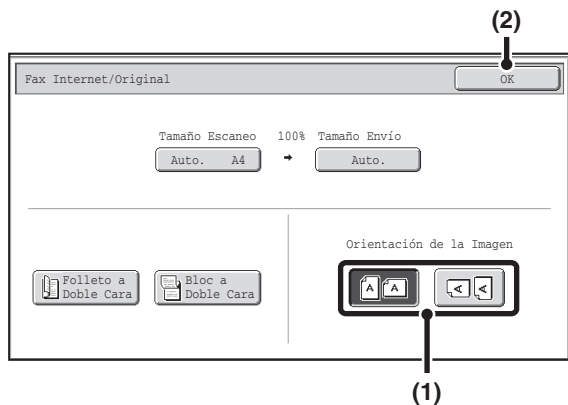 (2)
Fax Internet/Original
OK
Tamaño Escaneo 100% Tamaño Envío
Auto. A4 → Auto.
Orientación de la Imagen
Folleto a
Doble Cara
Bloc a
Doble Cara
A A A A
(1)